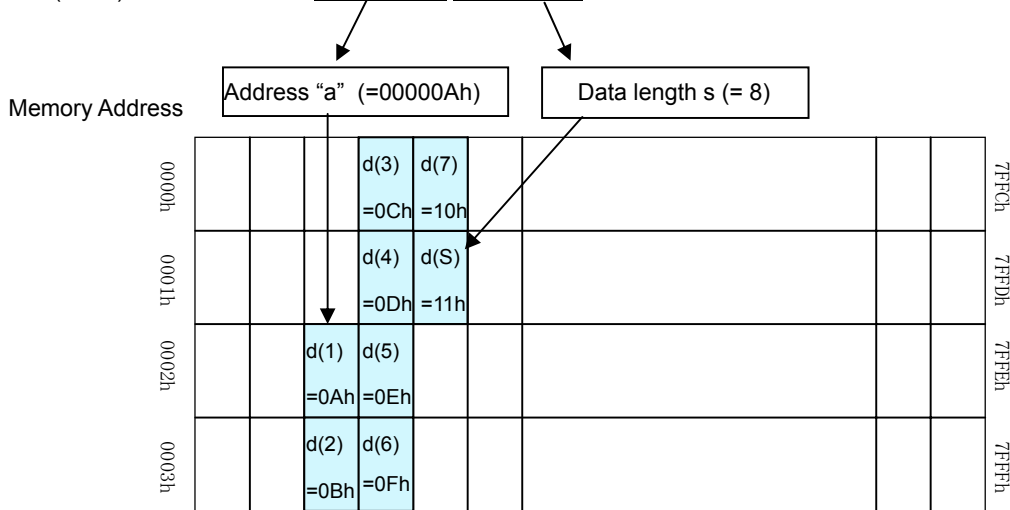 Address “a” (=00000Ah)
Data length s (= 8)
Memory Address
0000h
d(3)
=0Ch
d(7)
=10h
7FFCh
0001h
d(4)
=0Dh
d(S)
=11h
7FFDh
0002h
d(1)
=0Ah
d(5)
=0Eh
7FFEh
0003h
d(2)
=0Bh
d(6)
=0Fh
7FFFh